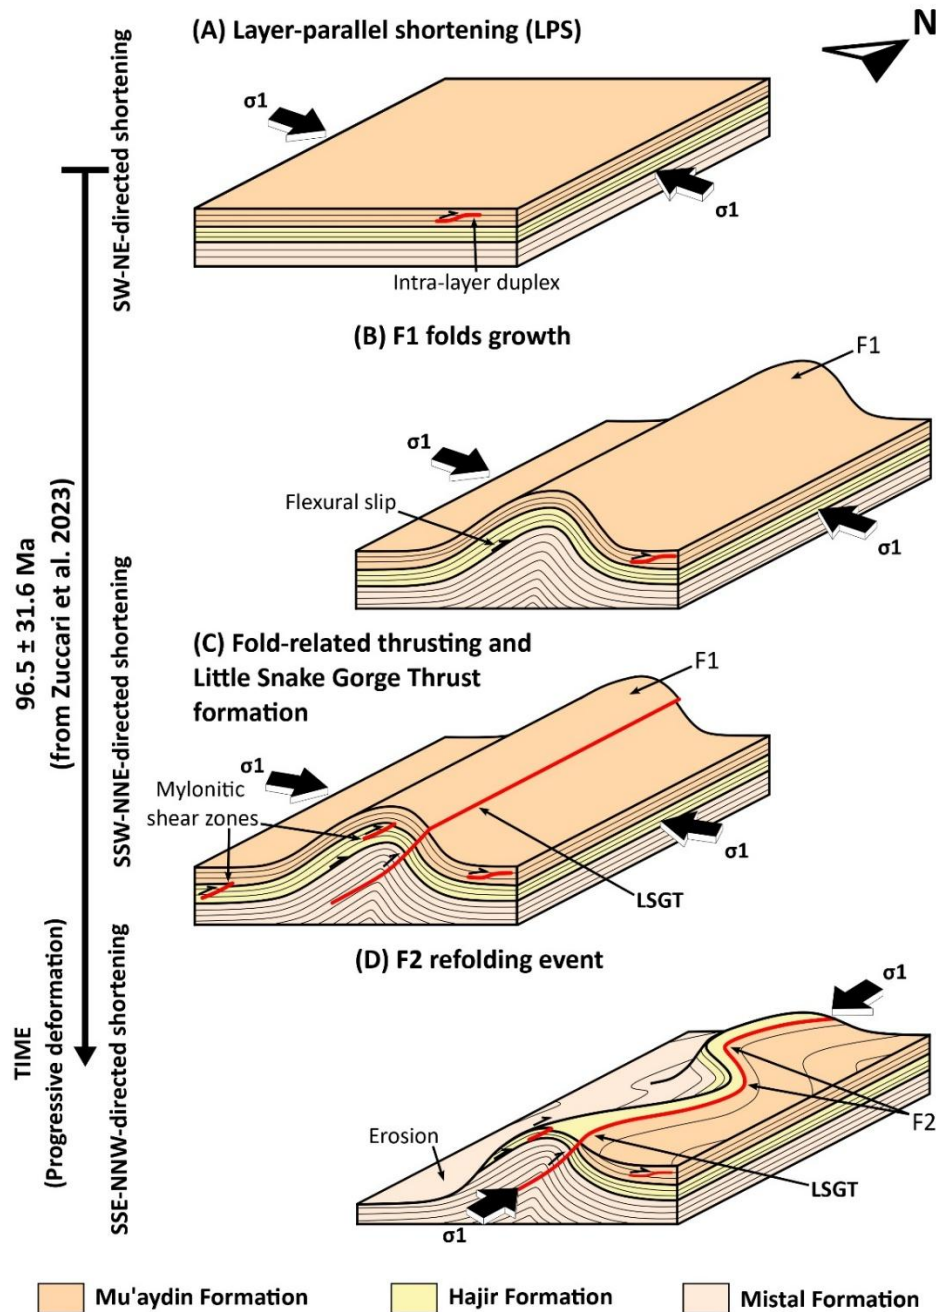 (A) Layer-parallel shortening (LPS)
N
σ1
σ1
Intra-layer duplex
SW-NE-directed shortening
(B) F1 folds growth
F1
σ1
Flexural slip
σ1
96.5 ± 31.6 Ma
(from Zuccari et al. 2023)
SSW-NNE-directed shortening
(C) Fold-related thrusting and
Little Snake Gorge Thrust
formation
F1
σ1
Mylonitic
shear zones
σ1
LSGT
(D) F2 refolding event
σ1
TIME
(Progressive deformation)
SSE-NNW-directed shortening
Erosion
F2
LSGT
σ1
Mu'aydin Formation
Hajir Formation
Mistal Formation